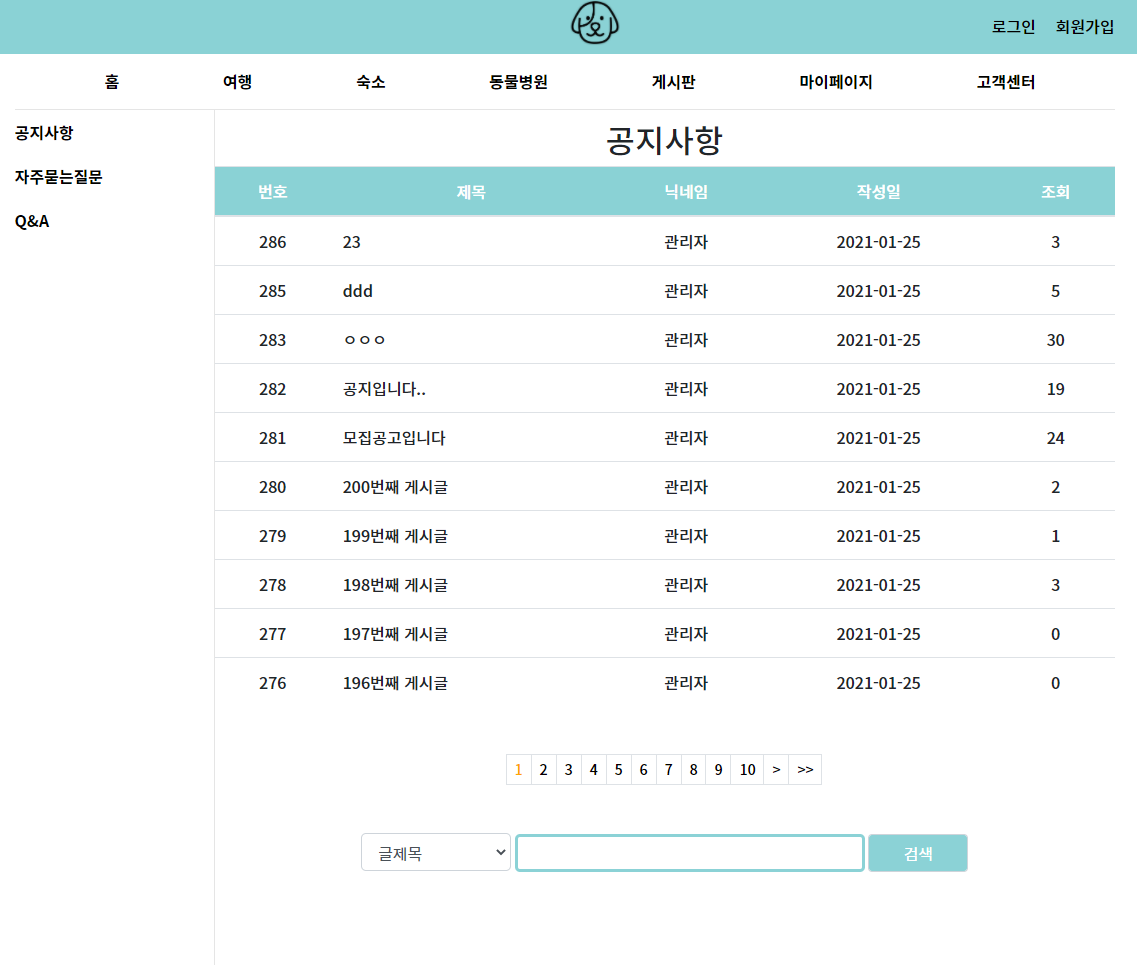 로그인 회원가입
홈 여행 숙소 동물병원 게시판 마이페이지 고객센터
공지사항
자주묻는질문
Q&A
공지사항
번호 제목 닉네임 작성일 조회
286 23 관리자 2021-01-25 3
285 ddd 관리자 2021-01-25 5
283 ㅇㅇㅇ 관리자 2021-01-25 30
282 공지입니다.. 관리자 2021-01-25 19
281 모집공고입니다 관리자 2021-01-25 24
280 200번째 게시글 관리자 2021-01-25 2
279 199번째 게시글 관리자 2021-01-25 1
278 198번째 게시글 관리자 2021-01-25 3
277 197번째 게시글 관리자 2021-01-25 0
276 196번째 게시글 관리자 2021-01-25 0
1 2 3 4 5 6 7 8 9 10 > >>
글제목 검색